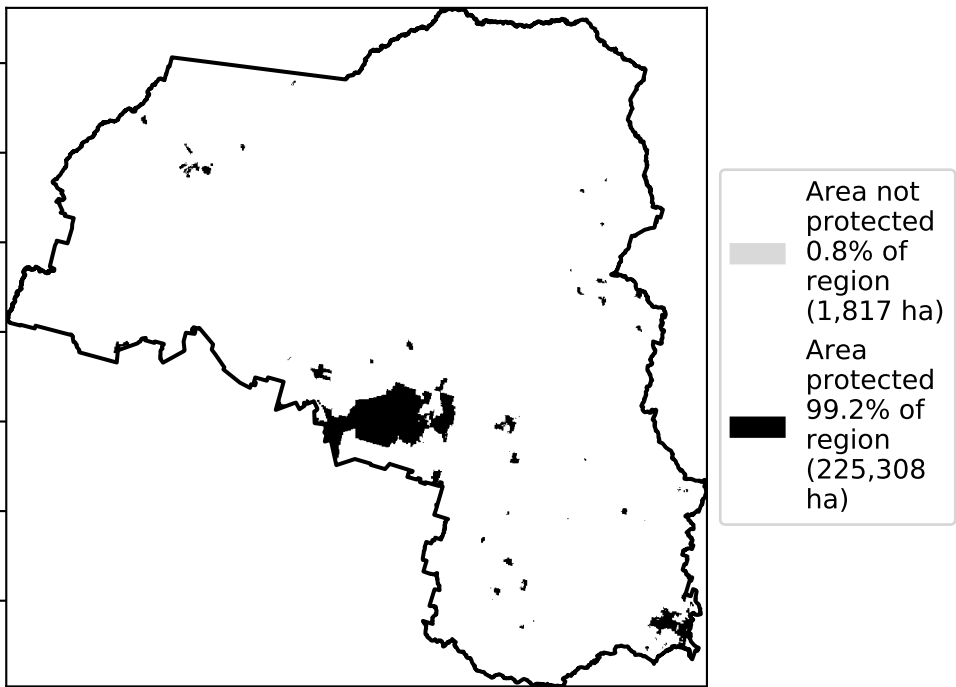 Area not
protected
0.8% of
region
(1,817 ha)
Area
protected
99.2% of
region
(225,308
ha)